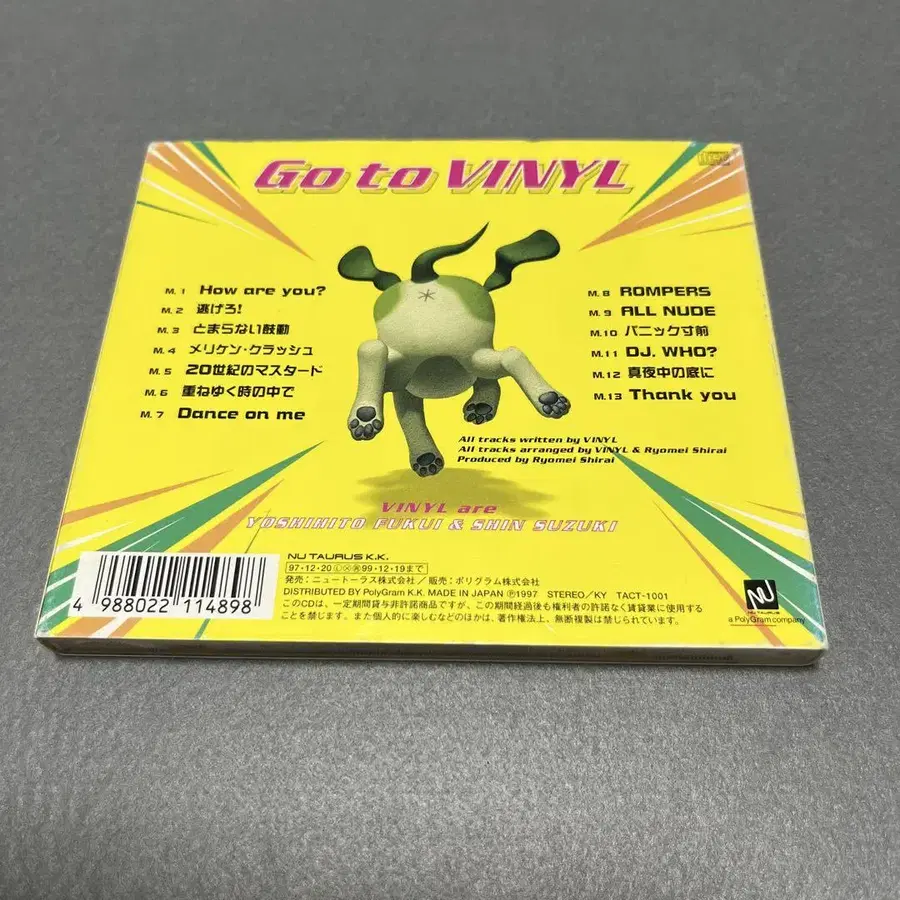 Go to VINYL
M. 1 How are you?
M. 2 逃げろ!
M. 3 とまらない鼓動
M. 4 メリケン・クラッシュ
M. 5 20世紀のマスタード
M. 6 重ねゆく時の中で
M. 7 Dance on me
M. 8 ROMPERS
M. 9 ALL NUDE
M. 10 パニック寸前
M. 11 DJ. WHO?
M. 12 真夜中の底に
M. 13 Thank you
All tracks written by VINYL
All tracks arranged by VINYL & Ryomei Shirai
Produced by Ryomei Shirai
VINYL are
YOSHIHITO FUKUI & SHIN SUZUKI
NU TAURUS K.K.
97・12・20 Ⓛ 99・12・19まで
発売：ニュートーラス株式会社／販売：ポリグラム株式会社
DISTRIBUTED BY PolyGram K.K. MADE IN JAPAN Ⓟ1997 STEREO/KY TACT-1001
このCDは、一定期間貸与非許諾商品ですが、この期間経過後も権利者の許諾なく賃貸業に使用する
ことを禁じます。また個人的に楽しむなどのほかは、著作権法上、無断複製は禁じられています。
4 988022 114898
NU
NU TAURUS
a PolyGram company